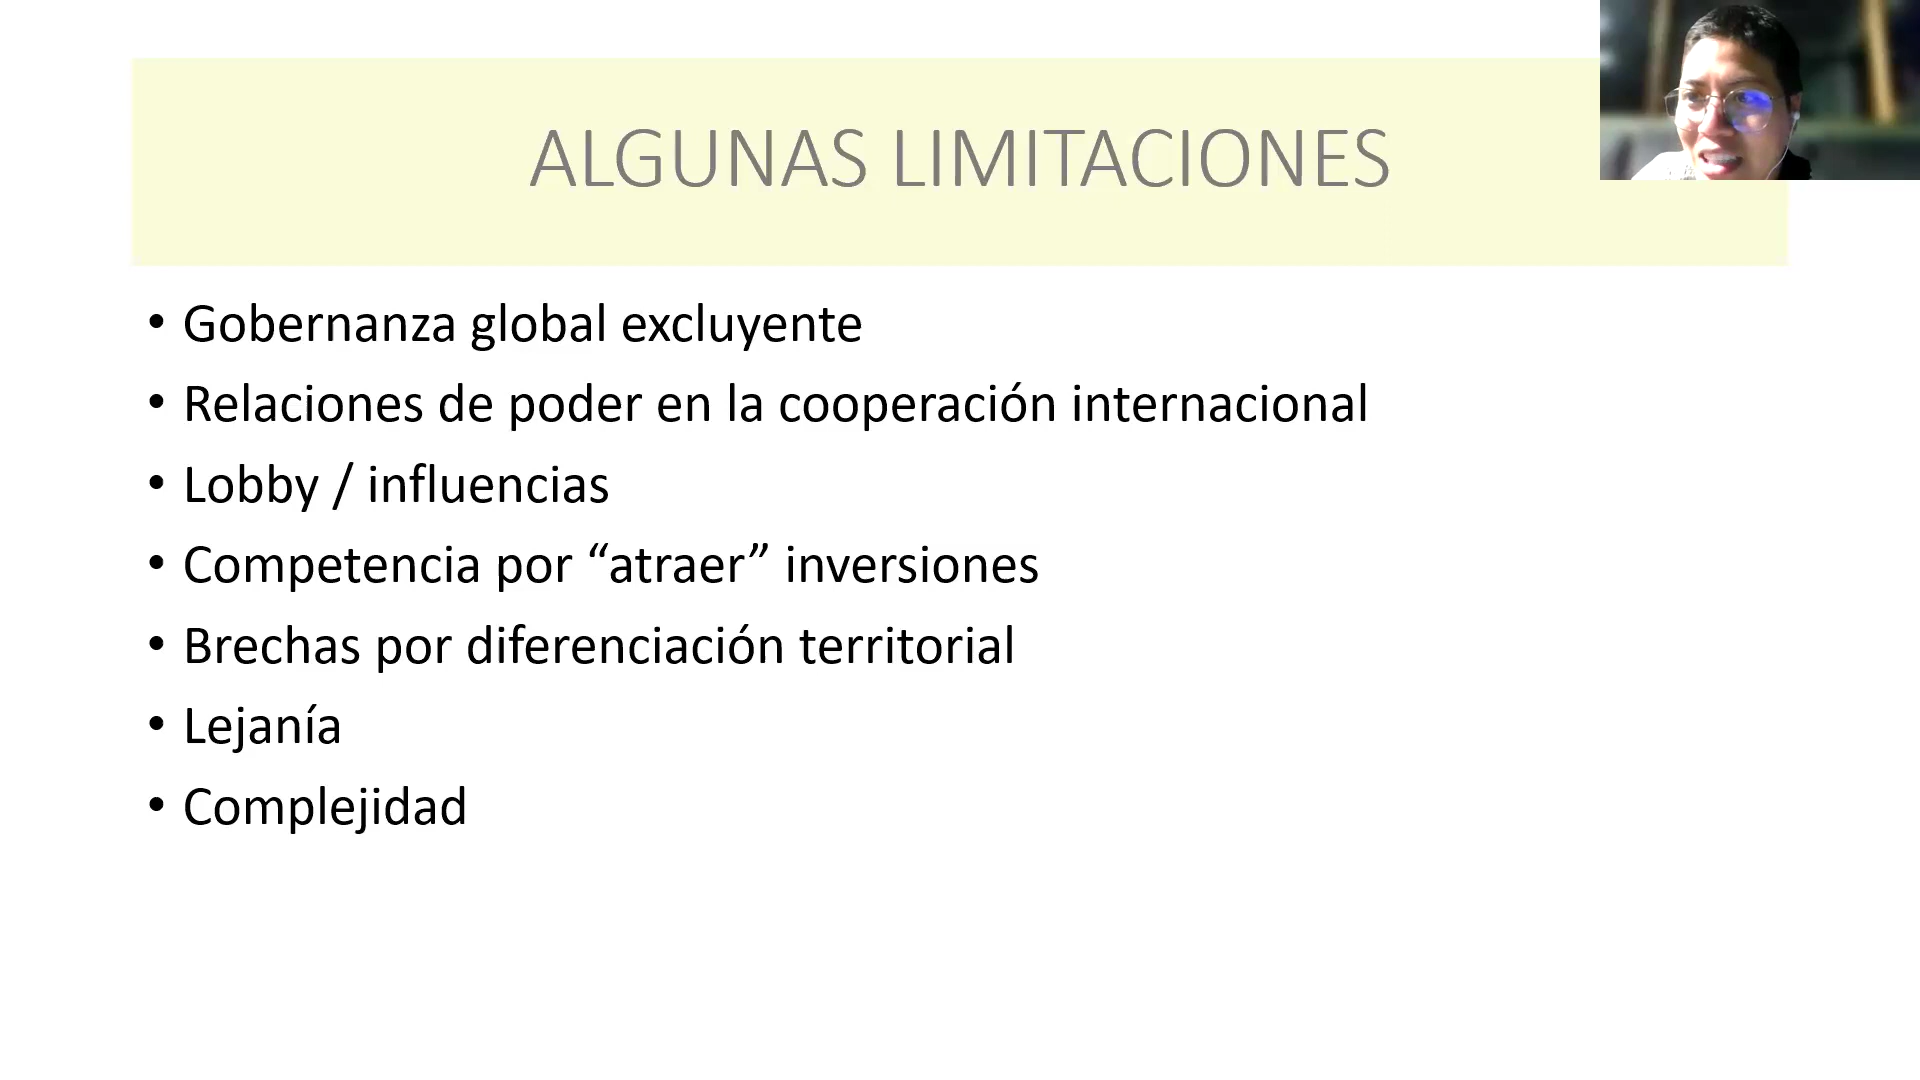 ALGUNAS LIMITACIONES
• Gobernanza global excluyente
• Relaciones de poder en la cooperación internacional
• Lobby / influencias
• Competencia por “atraer” inversiones
• Brechas por diferenciación territorial
• Lejanía
• Complejidad